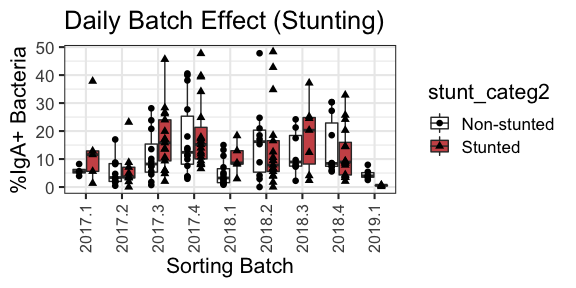 Daily Batch Effect (Stunting)
%IgA+ Bacteria
50
40
30
20
10
0
2017.1
2017.2
2017.3
2017.4
2018.1
2018.2
2018.3
2018.4
2019.1
Sorting Batch
stunt_categ2
Non-stunted
Stunted